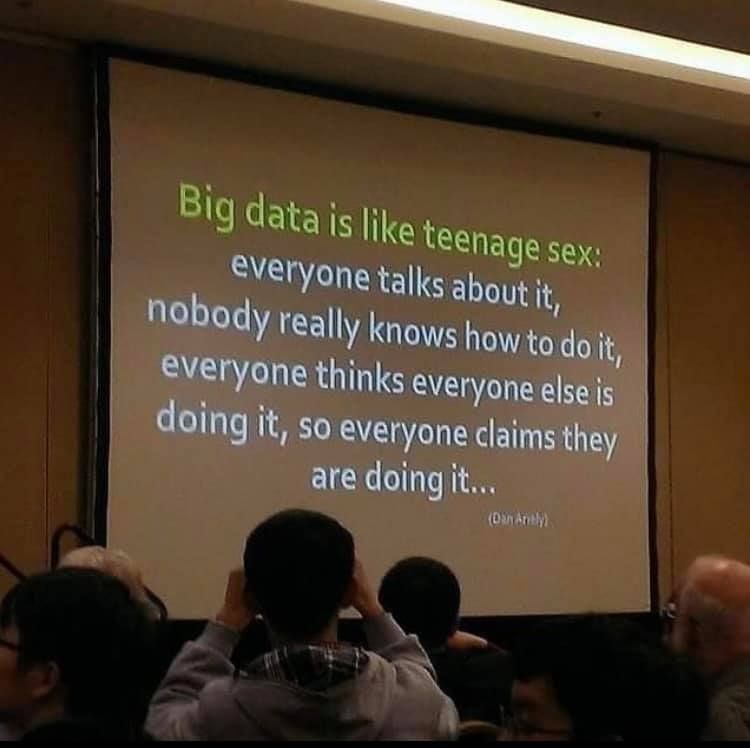 Big data is like teenage sex:
everyone talks about it,
nobody really knows how to do it,
everyone thinks everyone else is
doing it, so everyone claims they
are doing it...
(Dan Ariely)